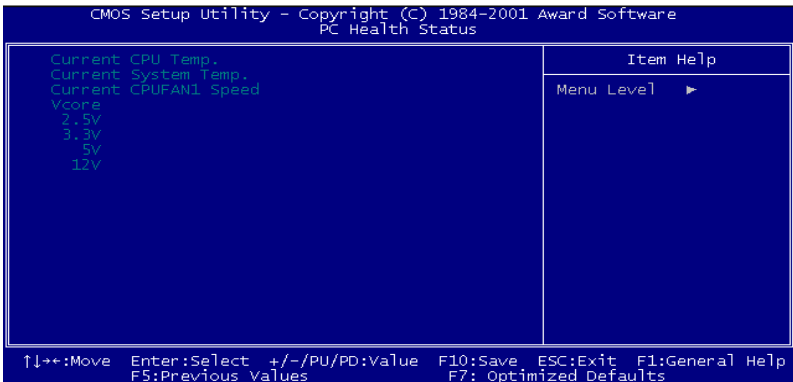 CMOS Setup Utility - Copyright (C) 1984-2001 Award Software
PC Health Status
Current CPU Temp.
Current System Temp.
Current CPUFAN1 Speed
Vcore
2.5V
3.3V
5V
12V
Item Help
Menu Level ►
↑↓→←:Move Enter:Select +/-/PU/PD:Value F10:Save ESC:Exit F1:General Help
F5:Previous Values F7: Optimized Defaults